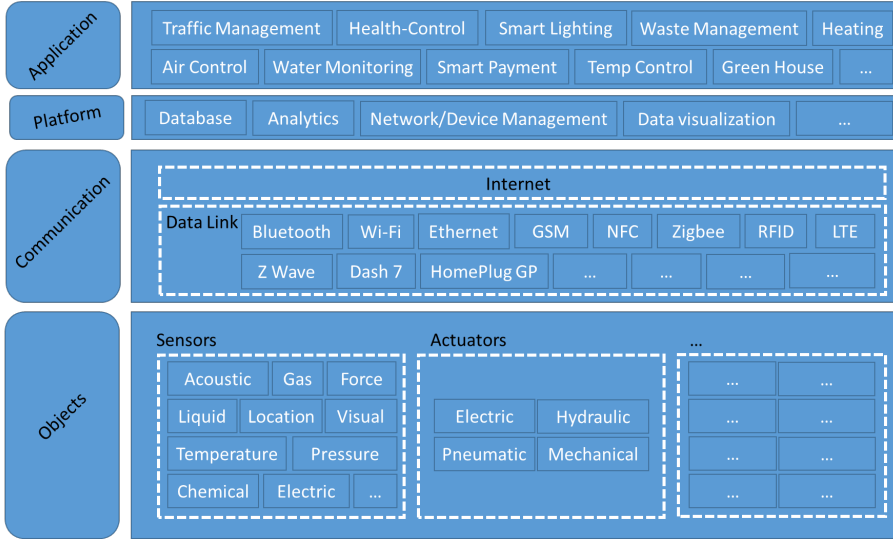 Application
Traffic Management Health-Control Smart Lighting Waste Management Heating
Air Control Water Monitoring Smart Payment Temp Control Green House ...
Platform
Database Analytics Network/Device Management Data visualization ...
Communication
Internet
Data Link
Bluetooth Wi-Fi Ethernet GSM NFC Zigbee RFID LTE
Z Wave Dash 7 HomePlug GP ... ... ... ...
Objects
Sensors
Acoustic Gas Force
Liquid Location Visual
Temperature Pressure
Chemical Electric ...
Actuators
Electric Hydraulic
Pneumatic Mechanical
...
... ...
... ...
... ...
... ...